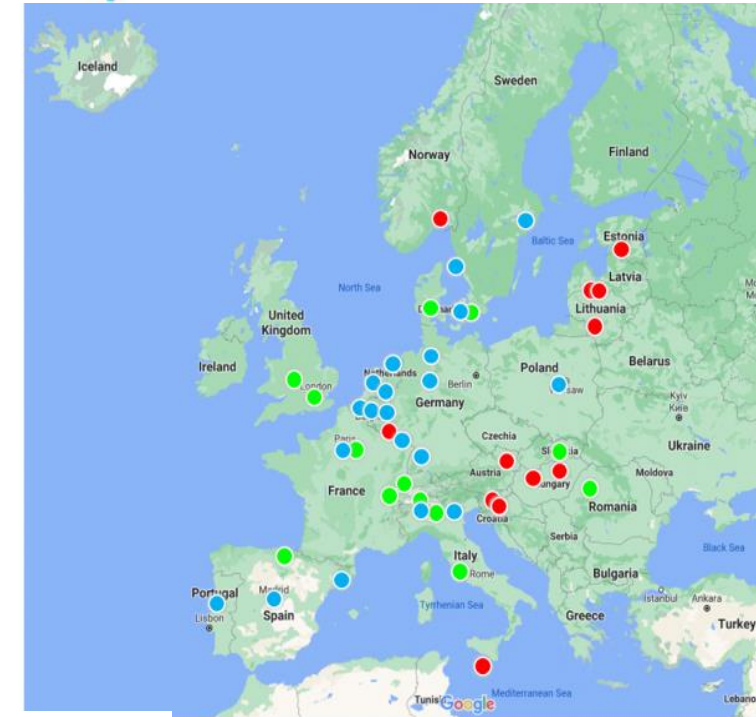 Iceland
Sweden
Norway
Finland
Estonia
Baltic Sea
Latvia
North Sea
Lithuania
United
Kingdom
Ireland
Belarus
Poland
Berlin
London
Germany
Kyiv
Київ
Czechia
Ukraine
Paris
Austria
Moldova
France
Romania
Croatia
Serbia
Black Sea
Italy
Rome
Bulgaria
Portugal
Madrid
Istanbul
Ankara
Spain
Lisbon
Tyrrhenian Sea
Greece
Turkey
Google
Mediterranean Sea